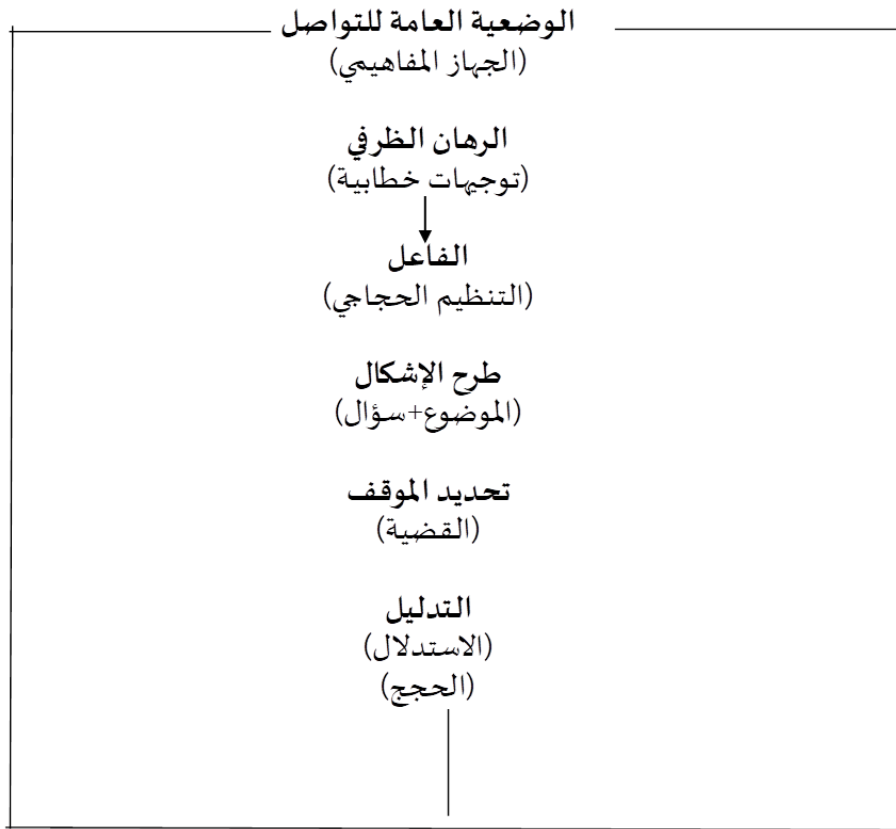 الوضعية العامة للتواصل
(الجهاز المفاهيمي)
الرهان الظرفي
(توجيهات خطابية)
الفاعل
(التنظيم الحجاجي)
طرح الإشكال
(الموضوع+سؤال)
تحديد الموقف
(القضية)
التدليل
(الاستدلال)
(الحجج)